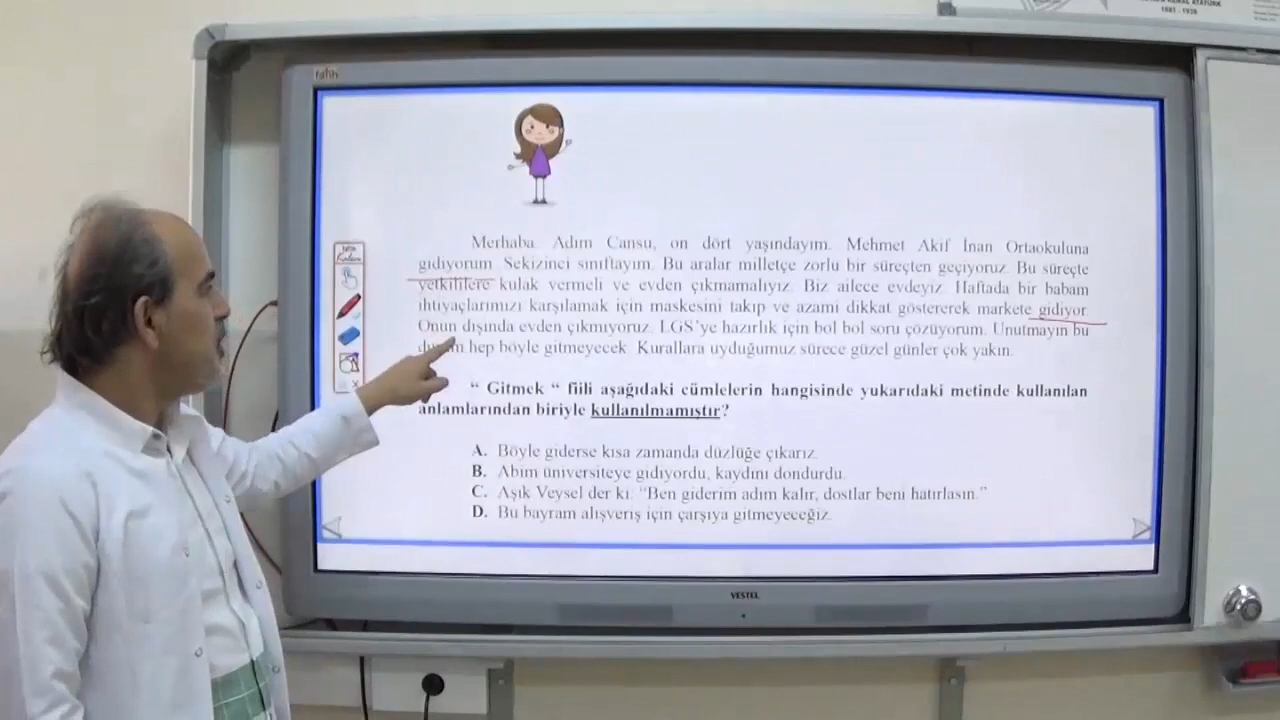 1881 - 1938
fatih
fatih
Kalem
Merhaba. Adım Cansu, on dört yaşındayım. Mehmet Akif İnan Ortaokuluna
gidiyorum. Sekizinci sınıftayım. Bu aralar milletçe zorlu bir süreçten geçiyoruz. Bu süreçte
yetkililere kulak vermeli ve evden çıkmamalıyız. Biz ailece evdeyiz. Haftada bir babam
ihtiyaçlarımızı karşılamak için maskesini takıp ve azami dikkat göstererek markete gidiyor.
Onun dışında evden çıkmıyoruz. LGS'ye hazırlık için bol bol soru çözüyorum. Unutmayın bu
hep böyle gitmeyecek. Kurallara uyduğumuz sürece güzel günler çok yakın.
“ Gitmek “ fiili aşağıdaki cümlelerin hangisinde yukarıdaki metinde kullanılan
anlamlarından biriyle kullanılmamıştır?
A. Böyle giderse kısa zamanda düzlüğe çıkarız.
B. Abim üniversiteye gidiyordu, kaydını dondurdu.
C. Aşık Veysel der ki: “Ben giderim adım kalır, dostlar beni hatırlasın.”
D. Bu bayram alışveriş için çarşıya gitmeyeceğiz.
VESTEL